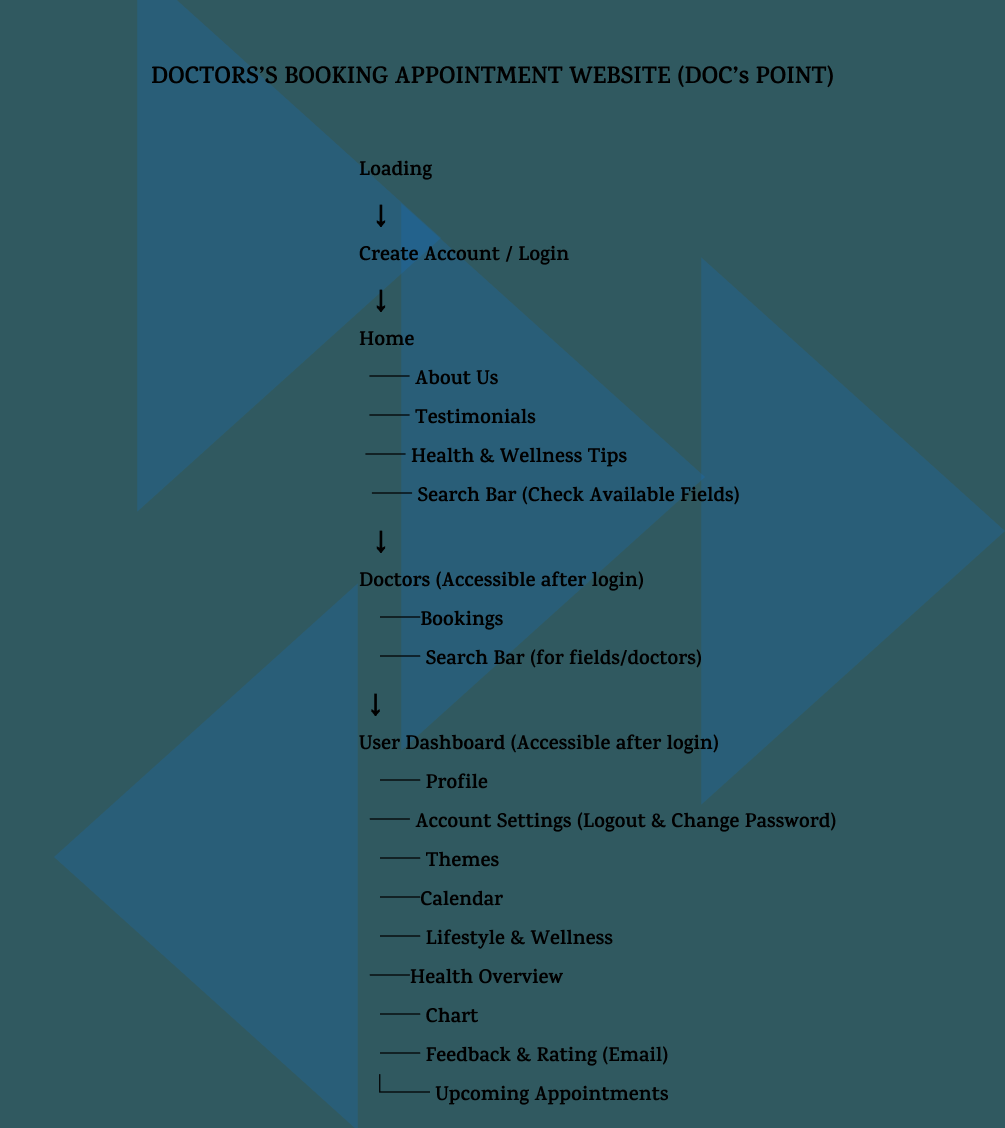 DOCTORS’S BOOKING APPOINTMENT WEBSITE (DOC’s POINT)
Loading
Create Account / Login
Home
About Us
Testimonials
Health & Wellness Tips
Search Bar (Check Available Fields)
Doctors (Accessible after login)
Bookings
Search Bar (for fields/doctors)
User Dashboard (Accessible after login)
Profile
Account Settings (Logout & Change Password)
Themes
Calendar
Lifestyle & Wellness
Health Overview
Chart
Feedback & Rating (Email)
Upcoming Appointments